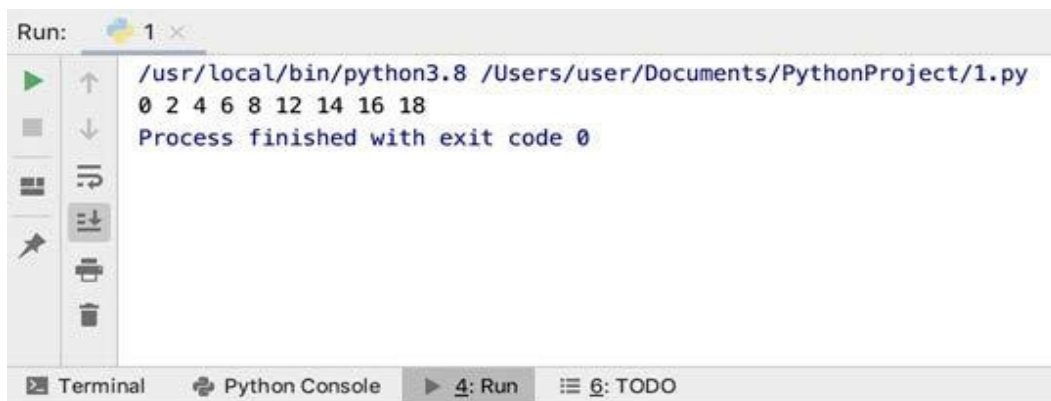 Run: 1
/usr/local/bin/python3.8 /Users/user/Documents/PythonProject/1.py
0 2 4 6 8 12 14 16 18
Process finished with exit code 0
Terminal Python Console 4: Run 6: TODO